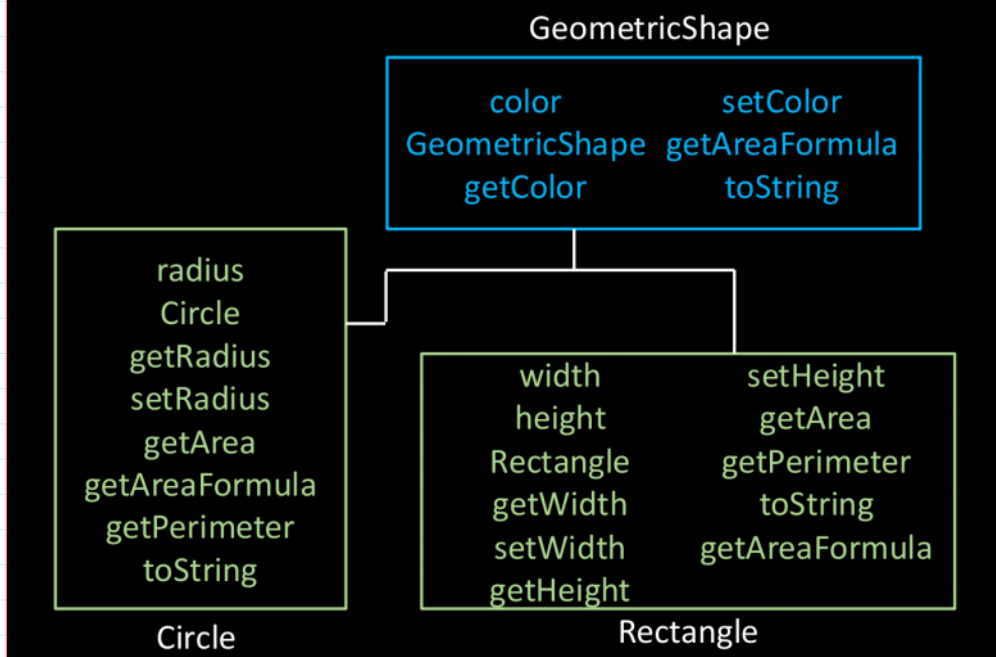 GeometricShape
color
GeometricShape
getColor
setColor
getAreaFormula
toString
radius
Circle
getRadius
setRadius
getArea
getAreaFormula
getPerimeter
toString
Circle
width
height
Rectangle
getWidth
setWidth
getHeight
setHeight
getArea
getPerimeter
toString
getAreaFormula
Rectangle